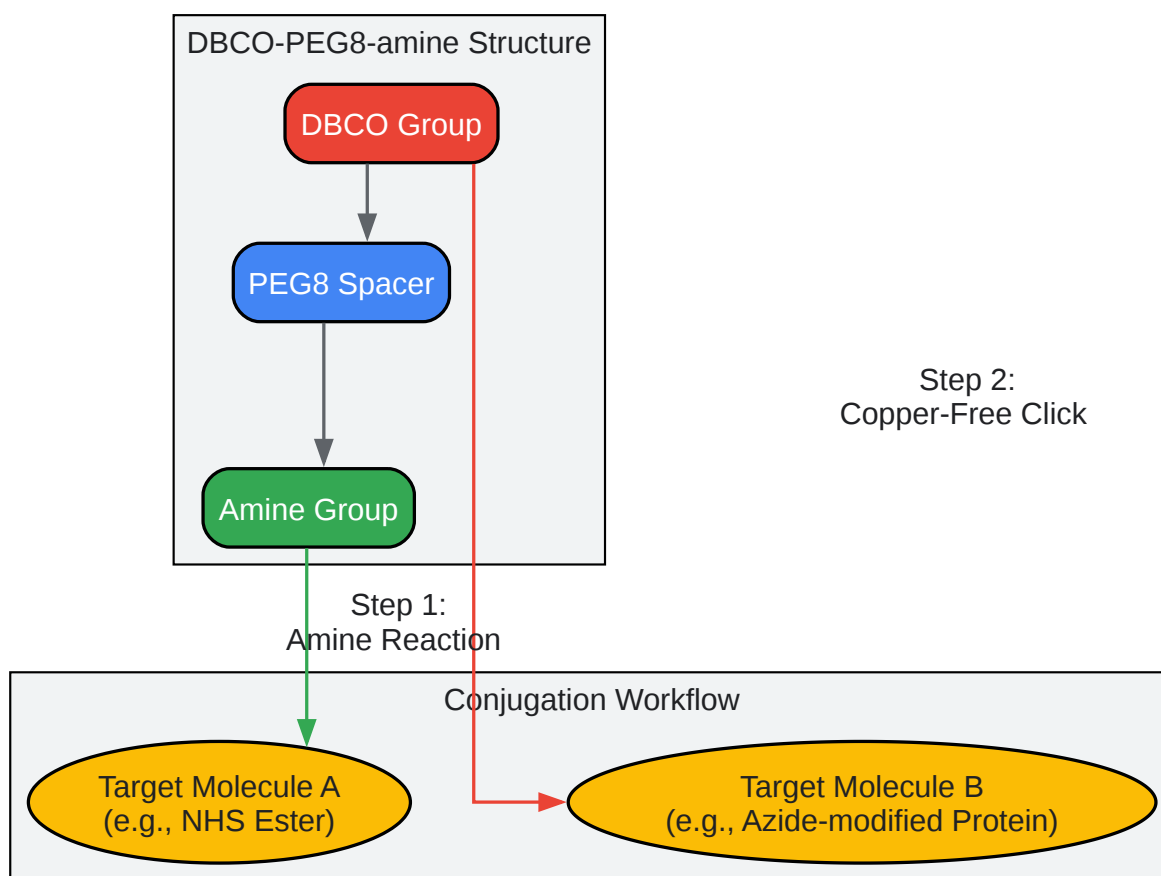 DBCO-PEG8-amine Structure
DBCO Group
PEG8 Spacer
Step 2:
Copper-Free Click
Amine Group
Step 1:
Amine Reaction
Conjugation Workflow
Target Molecule A
(e.g., NHS Ester)
Target Molecule B
(e.g., Azide-modified Protein)